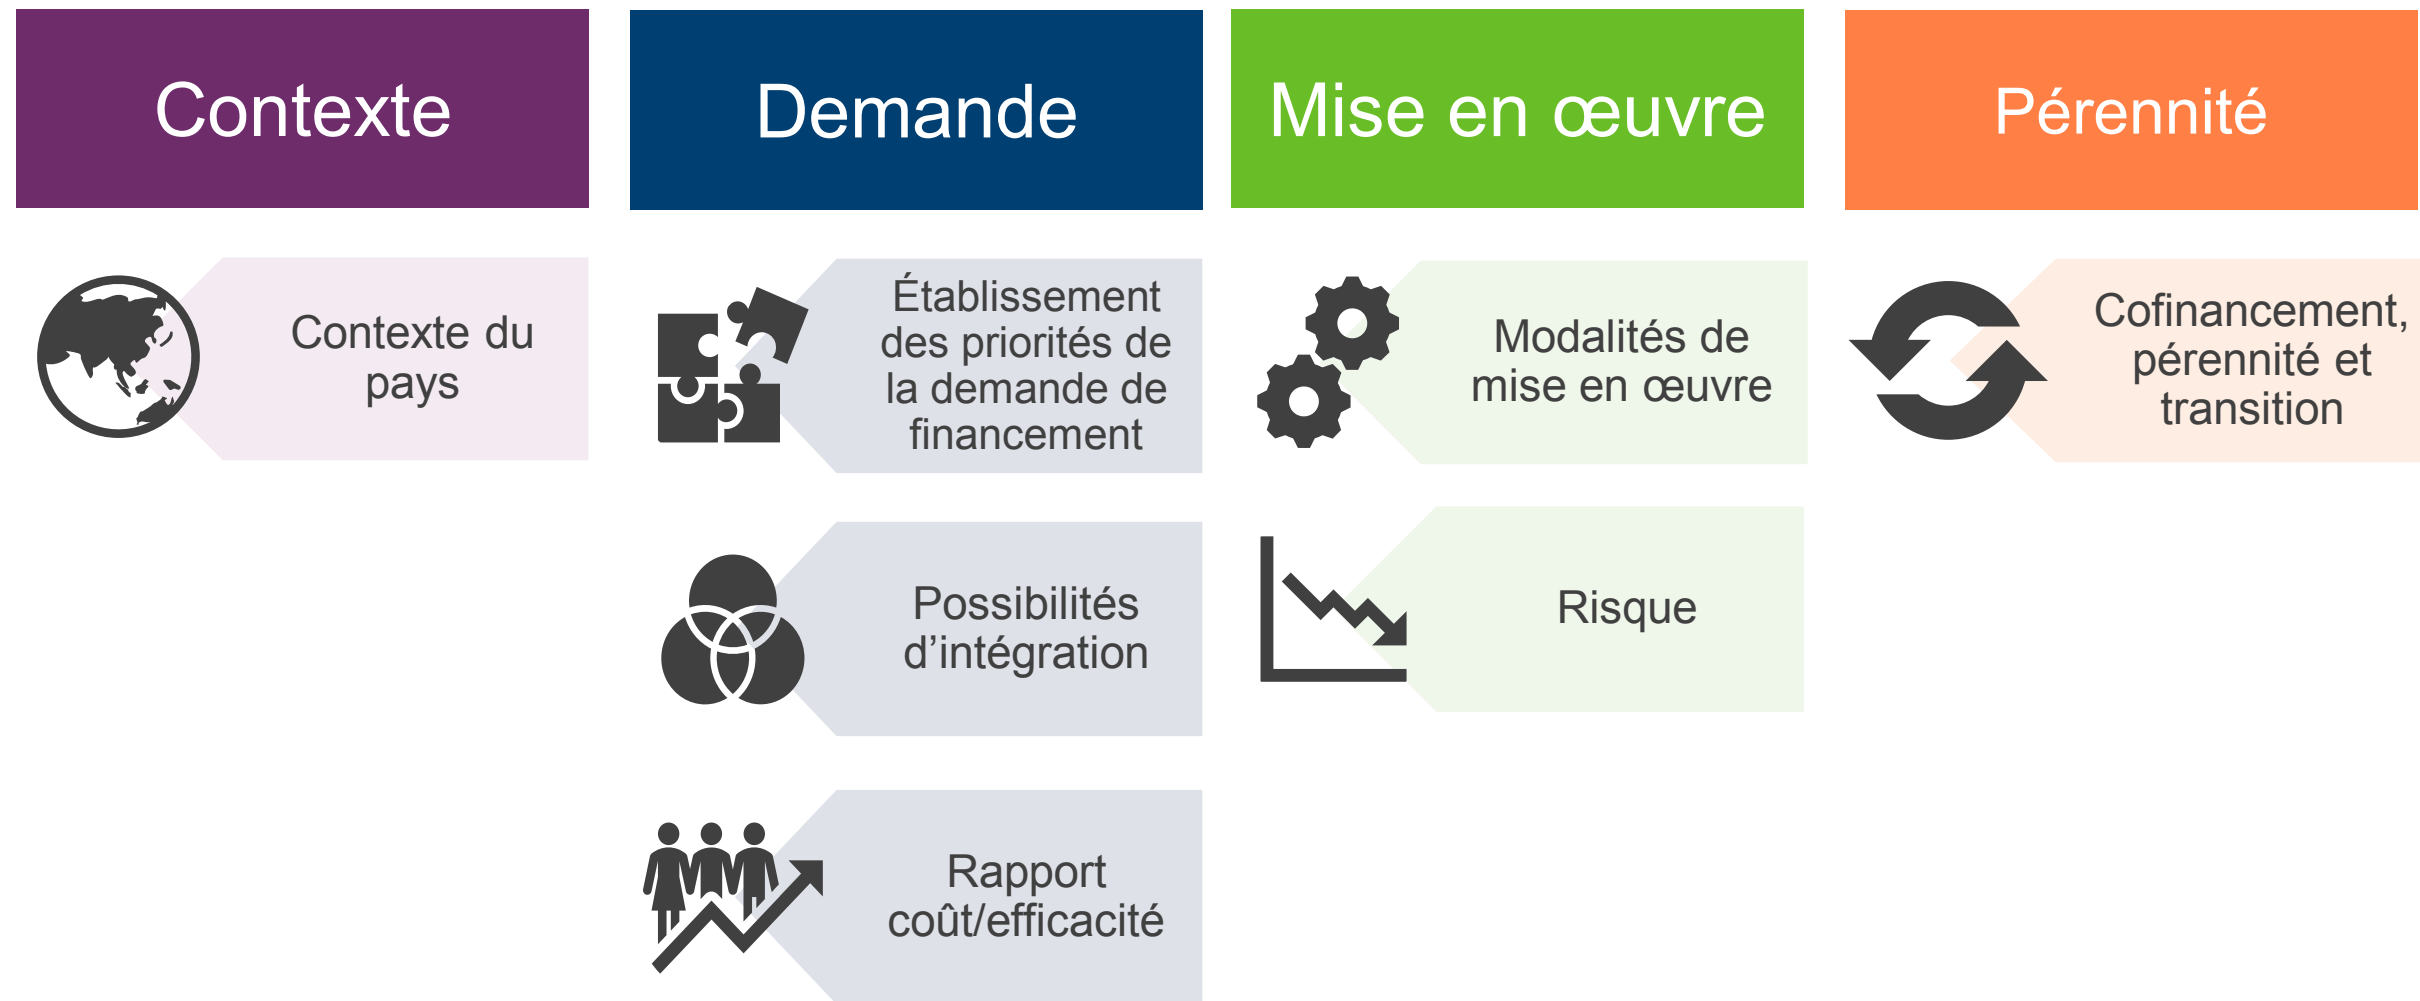 Contexte
Demande
Mise en œuvre
Pérennité
Contexte du
pays
Établissement
des priorités de
la demande de
financement
Possibilités
d’intégration
Rapport
coût/efficacité
Modalités de
mise en œuvre
Risque
Cofinancement,
pérennité et
transition